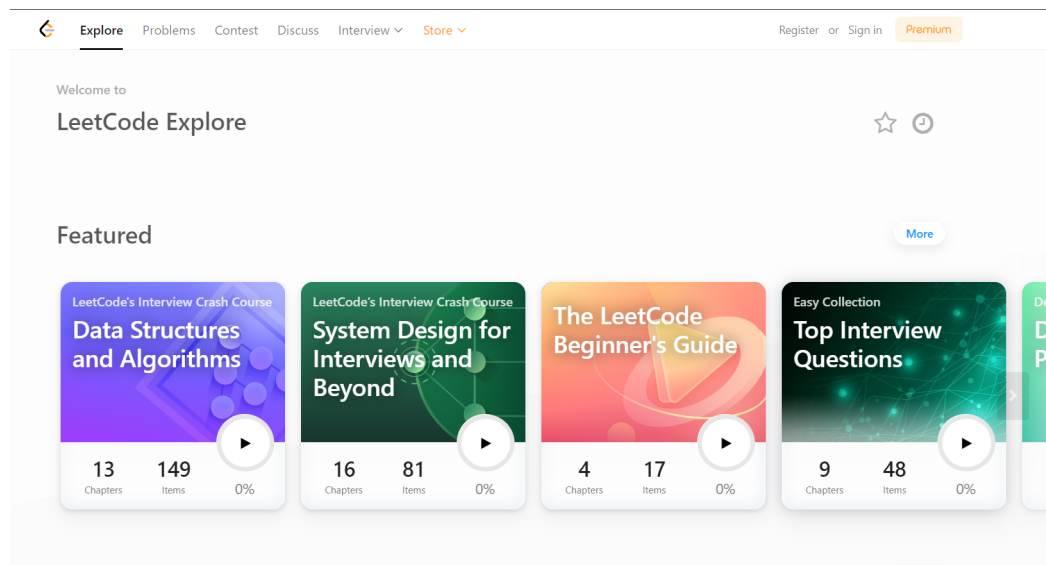 Explore Problems Contest Discuss Interview Store Register or Sign in Premium
Welcome to
LeetCode Explore
Featured More
LeetCode's Interview Crash Course
Data Structures
and Algorithms
13 149
Chapters Items 0%
LeetCode's Interview Crash Course
System Design for
Interviews and
Beyond
16 81
Chapters Items 0%
The LeetCode
Beginner's Guide
4 17
Chapters Items 0%
Easy Collection
Top Interview
Questions
9 48
Chapters Items 0%